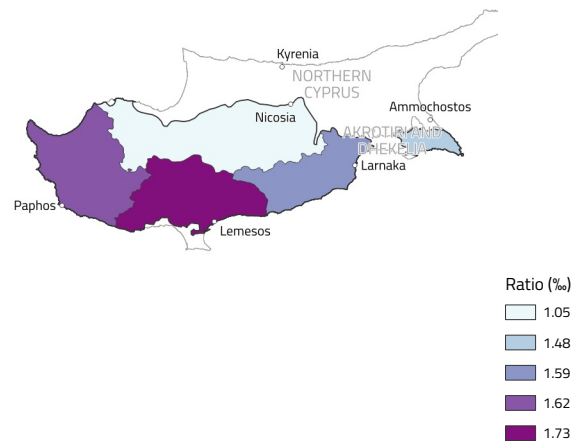 Kyrenia
NORTHERN
CYPRUS
Nicosia
Ammochostos
AKROTIRI AND
DHEKELIA
Larnaka
Paphos
Lemesos
Ratio (‰)
1.05
1.48
1.59
1.62
1.73